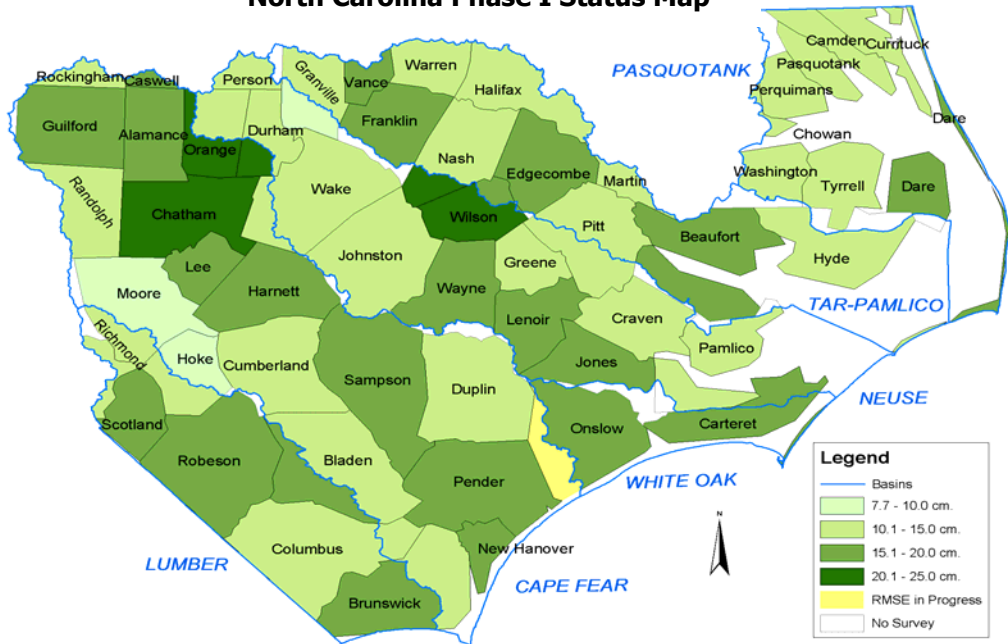 North Carolina Phase I Status Map
Camden
Currituck
PASQUOTANK
Pasquotank
Perquimans
Rockingham
Caswell
Person
Granville
Vance
Warren
Halifax
Dare
Guilford
Alamance
Orange
Durham
Franklin
Nash
Chowan
Edgecombe
Martin
Washington
Tyrrell
Dare
Randolph
Chatham
Wake
Wilson
Pitt
Beaufort
Hyde
Lee
Johnston
Greene
Moore
Harnett
Wayne
Lenoir
Craven
TAR-PAMLICO
Richmond
Hoke
Cumberland
Sampson
Duplin
Jones
Pamlico
NEUSE
Scotland
Robeson
Bladen
Pender
Onslow
Carteret
WHITE OAK
Columbus
New Hanover
LUMBER
Brunswick
CAPE FEAR
N
Legend
Basins
7.7 - 10.0 cm.
10.1 - 15.0 cm.
15.1 - 20.0 cm.
20.1 - 25.0 cm.
RMSE in Progress
No Survey